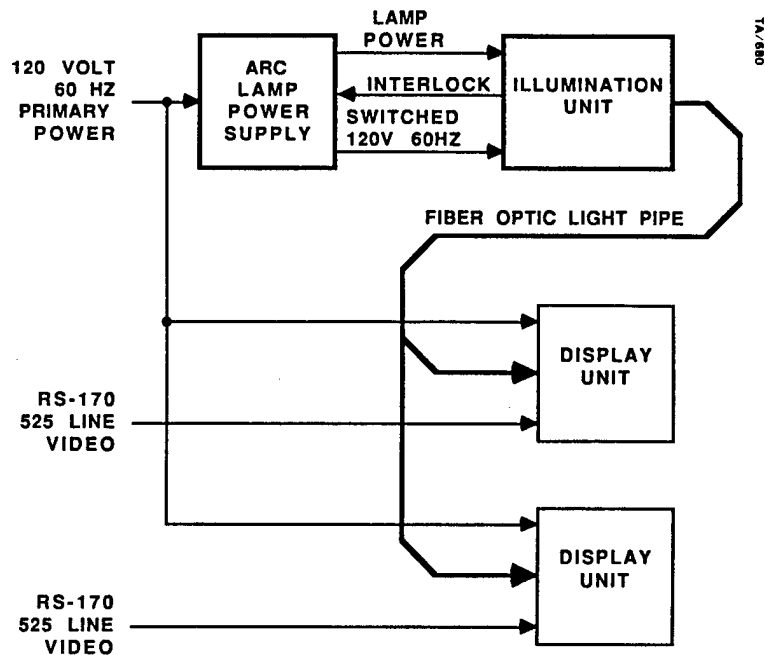 LAMP
POWER
TA/680
120 VOLT
60 HZ
PRIMARY
POWER
ARC
LAMP
POWER
SUPPLY
INTERLOCK
SWITCHED
120V 60HZ
ILLUMINATION
UNIT
FIBER OPTIC LIGHT PIPE
DISPLAY
UNIT
RS-170
525 LINE
VIDEO
DISPLAY
UNIT
RS-170
525 LINE
VIDEO